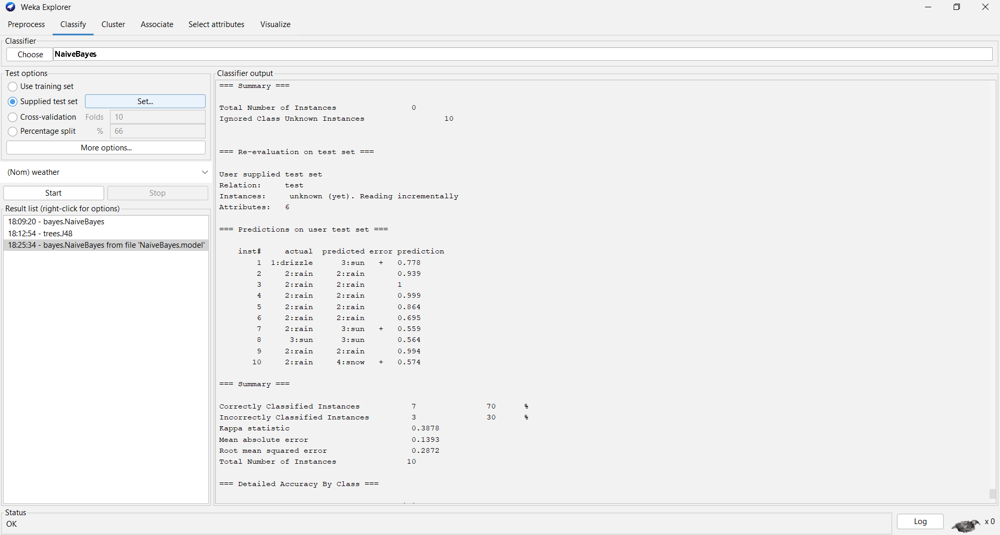 Weka Explorer
Preprocess Classify Cluster Associate Select attributes Visualize
Classifier
Choose NaiveBayes
Test options
Use training set
Supplied test set Set...
Cross-validation Folds 10
Percentage split % 66
More options...
(Nom) weather
Start Stop
Result list (right-click for options)
18:09:20 - bayes.NaiveBayes
18:12:54 - trees.J48
18:25:34 - bayes.NaiveBayes from file 'NaiveBayes.model'
Classifier output
=== Summary ===
Total Number of Instances 0
Ignored Class Unknown Instances 10
=== Re-evaluation on test set ===
User supplied test set
Relation: test
Instances: unknown (yet). Reading incrementally
Attributes: 6
=== Predictions on user test set ===
inst# actual predicted error prediction
1 1:drizzle 3:sun + 0.778
2 2:rain 2:rain 0.939
3 2:rain 2:rain 1
4 2:rain 2:rain 0.999
5 2:rain 2:rain 0.864
6 2:rain 2:rain 0.695
7 2:rain 3:sun + 0.559
8 3:sun 3:sun 0.564
9 2:rain 2:rain 0.994
10 2:rain 4:snow + 0.574
=== Summary ===
Correctly Classified Instances 7 70 %
Incorrectly Classified Instances 3 30 %
Kappa statistic 0.3878
Mean absolute error 0.1393
Root mean squared error 0.2872
Total Number of Instances 10
=== Detailed Accuracy By Class ===
Status
OK
Log x 0